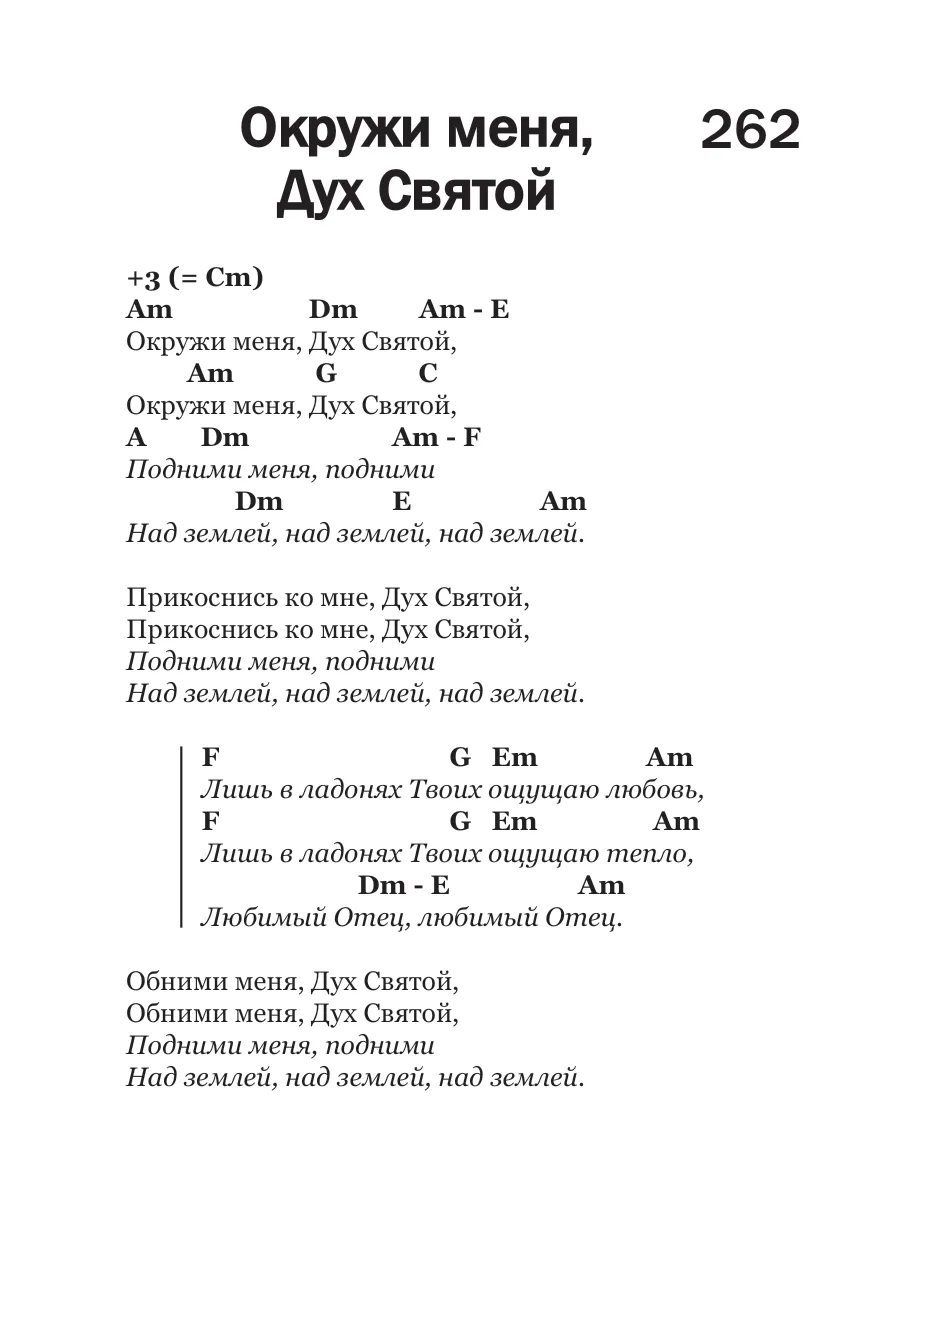 Окружи меня, 262
Дух Святой
+3 (= Cm)
Am Dm Am - E
Окружи меня, Дух Святой,
Am G C
Окружи меня, Дух Святой,
A Dm Am - F
Подними меня, подними
Dm E Am
Над землей, над землей, над землей.
Прикоснись ко мне, Дух Святой,
Прикоснись ко мне, Дух Святой,
Подними меня, подними
Над землей, над землей, над землей.
F G Em Am
Лишь в ладонях Твоих ощущаю любовь,
F G Em Am
Лишь в ладонях Твоих ощущаю тепло,
Dm - E Am
Любимый Отец, любимый Отец.
Обними меня, Дух Святой,
Обними меня, Дух Святой,
Подними меня, подними
Над землей, над землей, над землей.